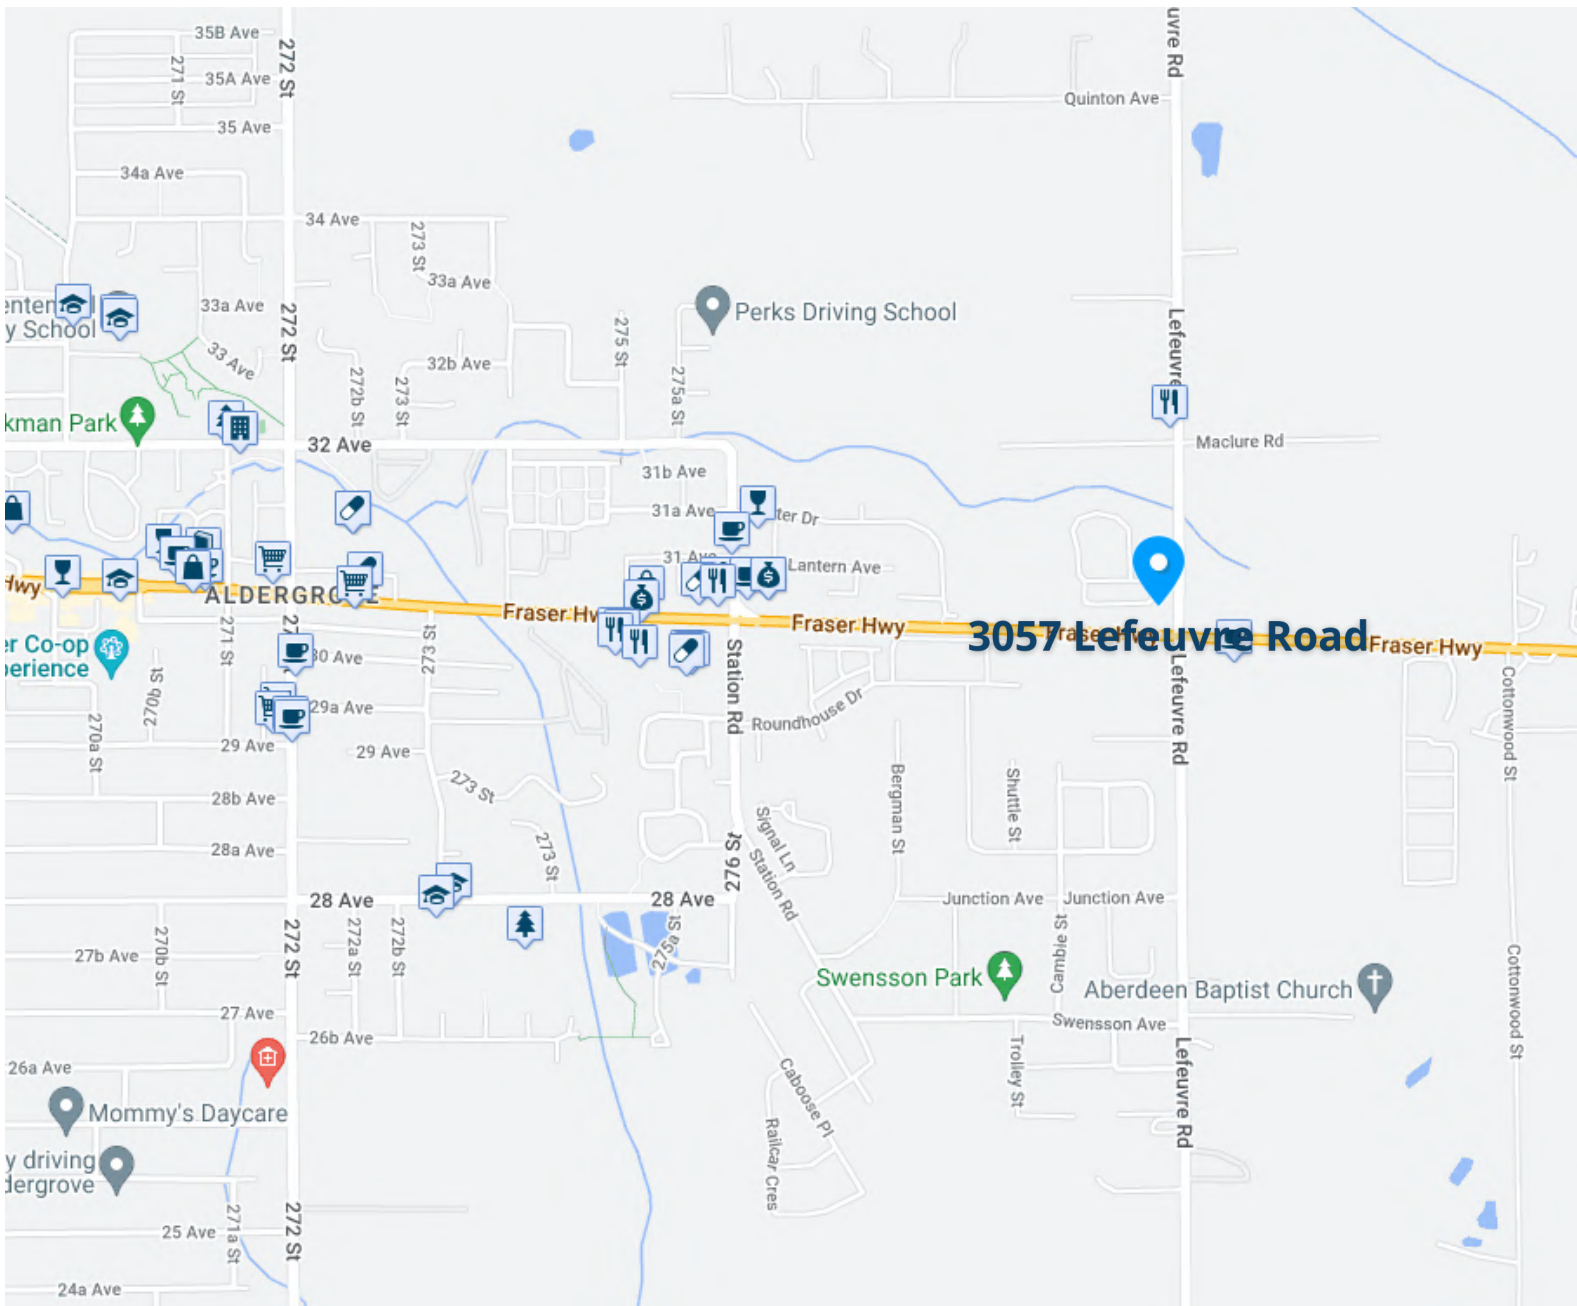 35B Ave
272 St
271 St
35A Ave
35 Ave
34a Ave
34 Ave
273 St
33a Ave
33a Ave
272 St
33 Ave
32b Ave
272b St
273 St
275 St
275a St
Perks Driving School
uvre Rd
Quinton Ave
Lefeuvre
Maclure Rd
y School
kman Park
32 Ave
31b Ave
31a Ave
ter Dr
31 Ave
Lantern Ave
Hwy
Fraser Hwy
Fraser Hwy
3057 Lefeuvre Road
271 St
er Co-op
perience
30 Ave
273 St
270b St
270a St
29a Ave
29 Ave
29 Ave
273 St
28b Ave
28a Ave
273 St
Station Rd
Roundhouse Dr
Lefeuvre Rd
Cottonwood St
Bergman St
Shuttle St
Signal Ln
276 St
Station Rd
28 Ave
28 Ave
Junction Ave
Junction Ave
272 St
270b St
27b Ave
272a St
272b St
275a St
Camble St
Swensson Park
Aberdeen Baptist Church
Cottonwood St
27 Ave
26b Ave
Swensson Ave
26a Ave
Trolley St
Lefeuvre Rd
Caboose Pl
Mommy's Daycare
Railcar Cres
y driving
dergrove
272 St
271a St
25 Ave
24a Ave